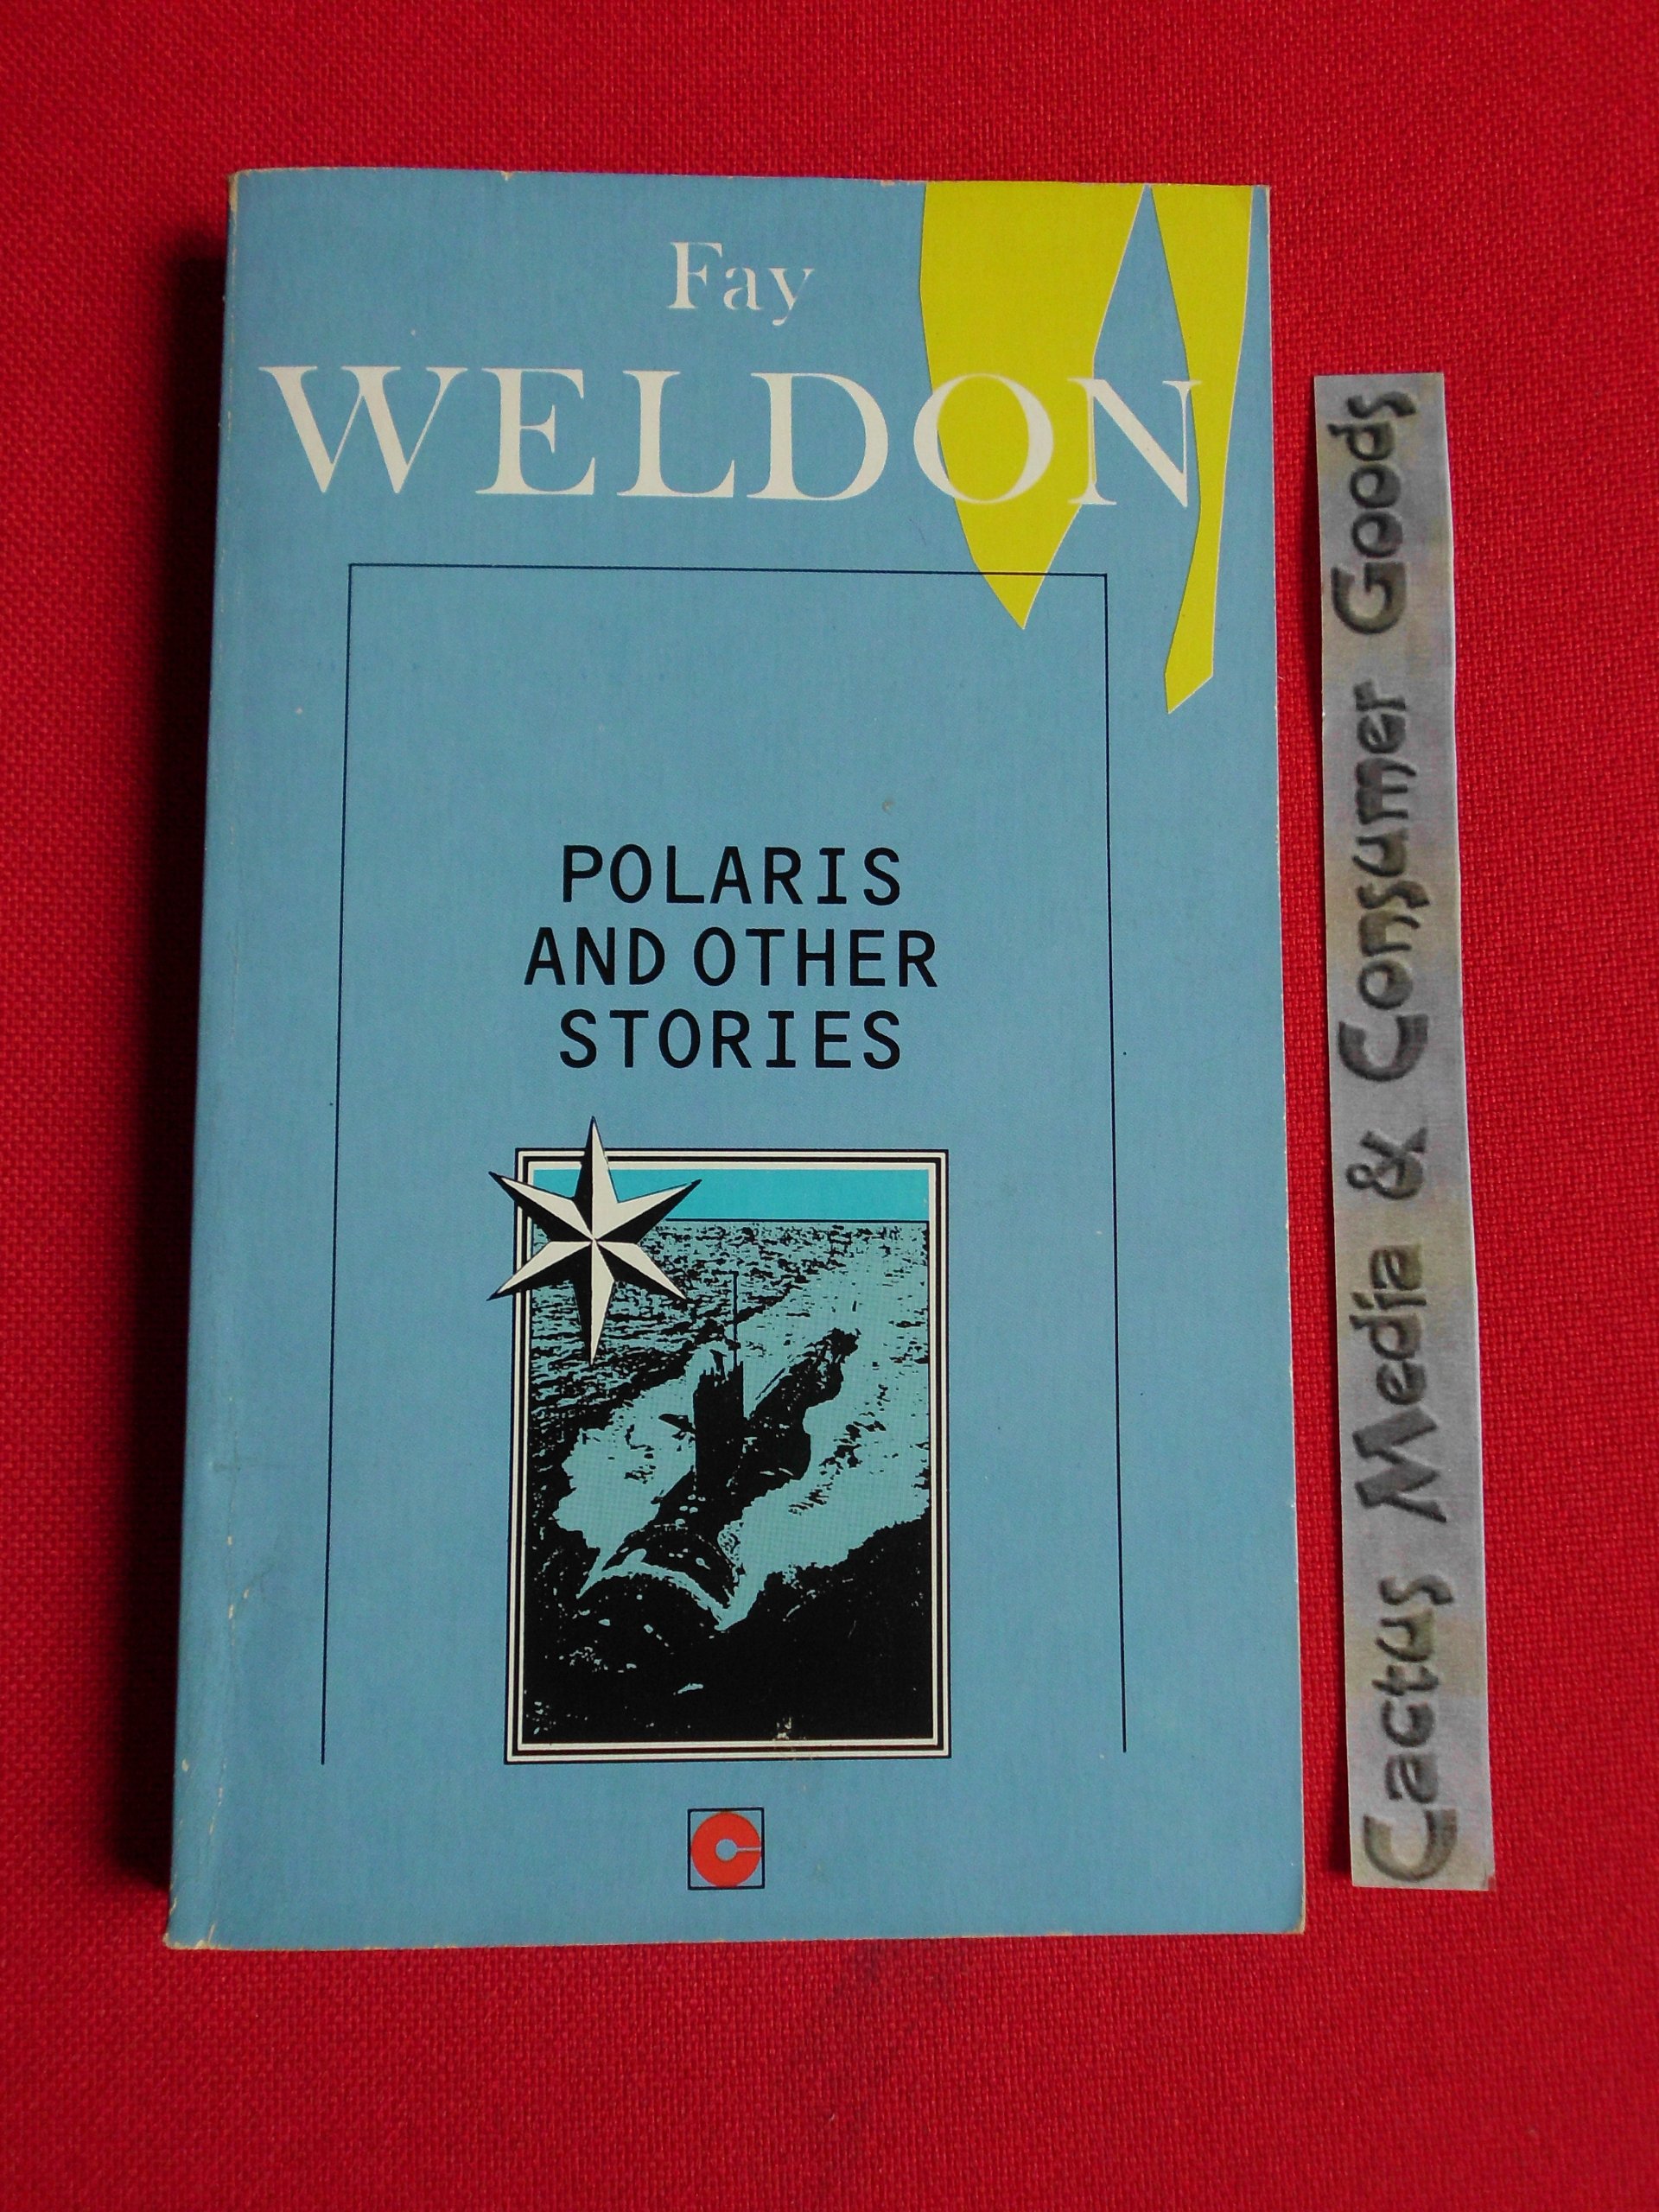 Fay
WELDON
POLARIS
AND OTHER
STORIES
C
Cactus Media & Consumer Goods